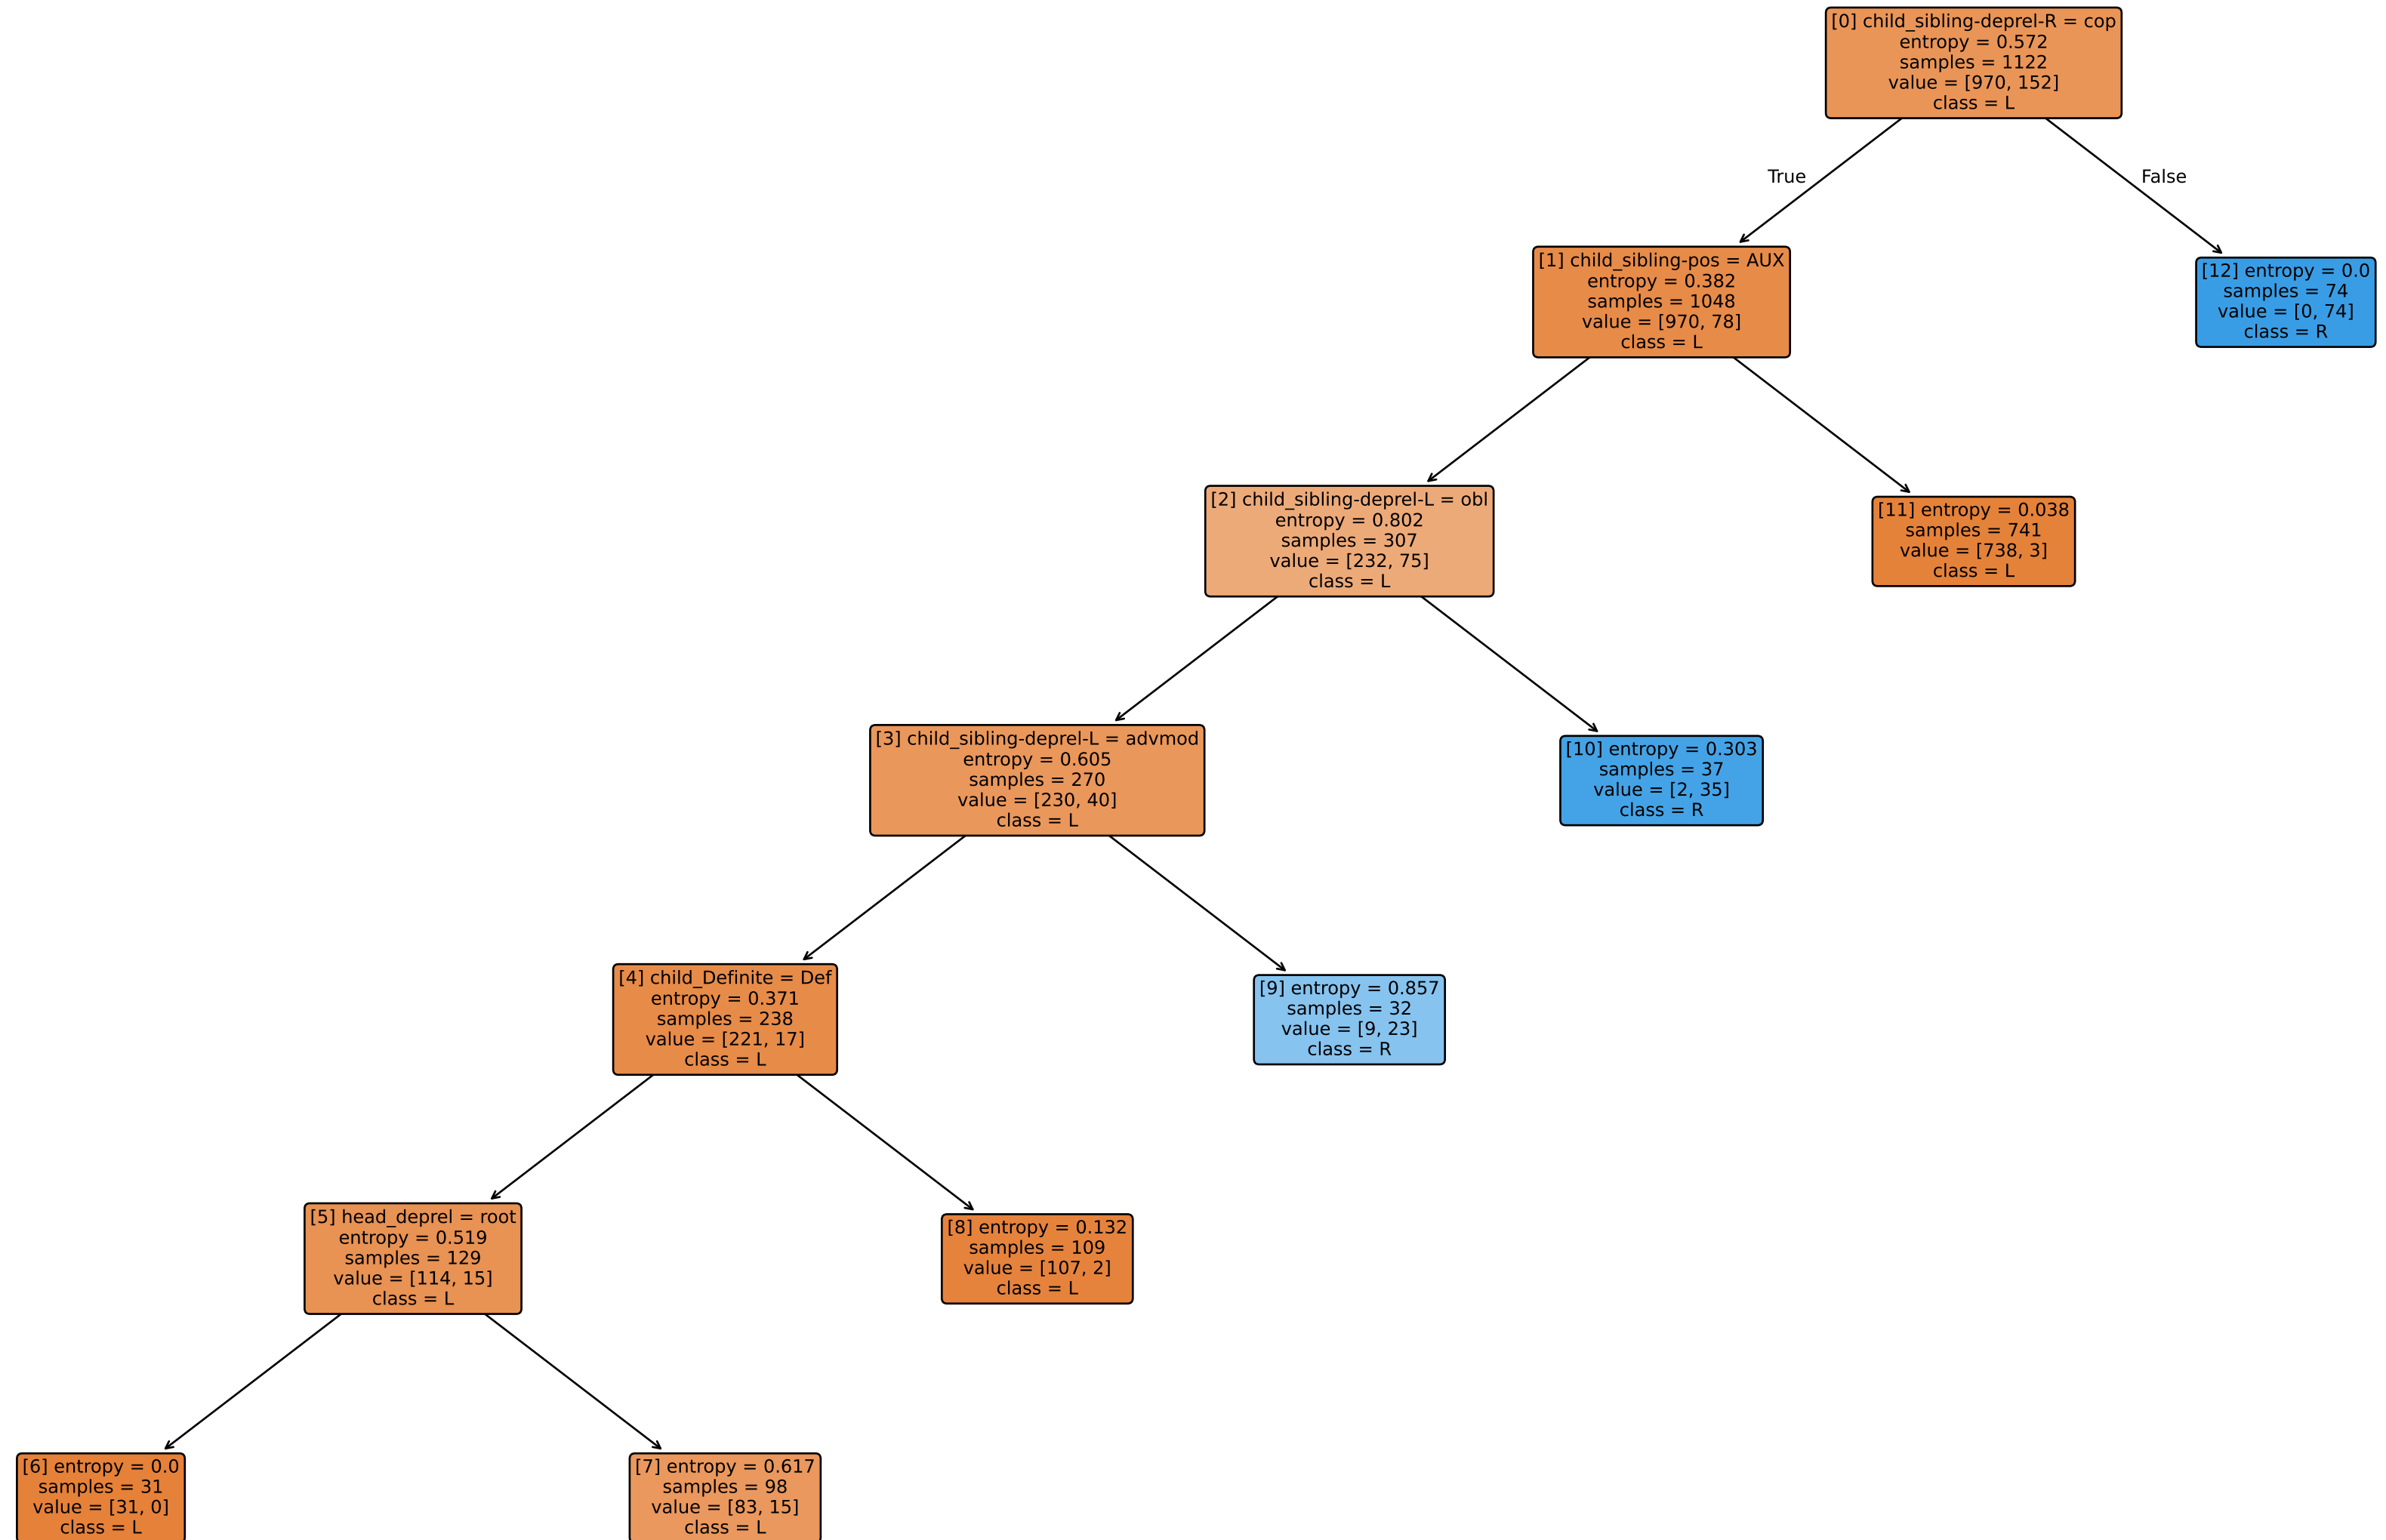 [0] child_sibling-deprel-R = cop
entropy = 0.572
samples = 1122
value = [970, 152]
class = L
True
False
[1] child_sibling-pos = AUX
entropy = 0.382
samples = 1048
value = [970, 78]
class = L
[12] entropy = 0.0
samples = 74
value = [0, 74]
class = R
[2] child_sibling-deprel-L = obl
entropy = 0.802
samples = 307
value = [232, 75]
class = L
[11] entropy = 0.038
samples = 741
value = [738, 3]
class = L
[3] child_sibling-deprel-L = advmod
entropy = 0.605
samples = 270
value = [230, 40]
class = L
[10] entropy = 0.303
samples = 37
value = [2, 35]
class = R
[4] child_Definite = Def
entropy = 0.371
samples = 238
value = [221, 17]
class = L
[9] entropy = 0.857
samples = 32
value = [9, 23]
class = R
[5] head_deprel = root
entropy = 0.519
samples = 129
value = [114, 15]
class = L
[8] entropy = 0.132
samples = 109
value = [107, 2]
class = L
[6] entropy = 0.0
samples = 31
value = [31, 0]
class = L
[7] entropy = 0.617
samples = 98
value = [83, 15]
class = L